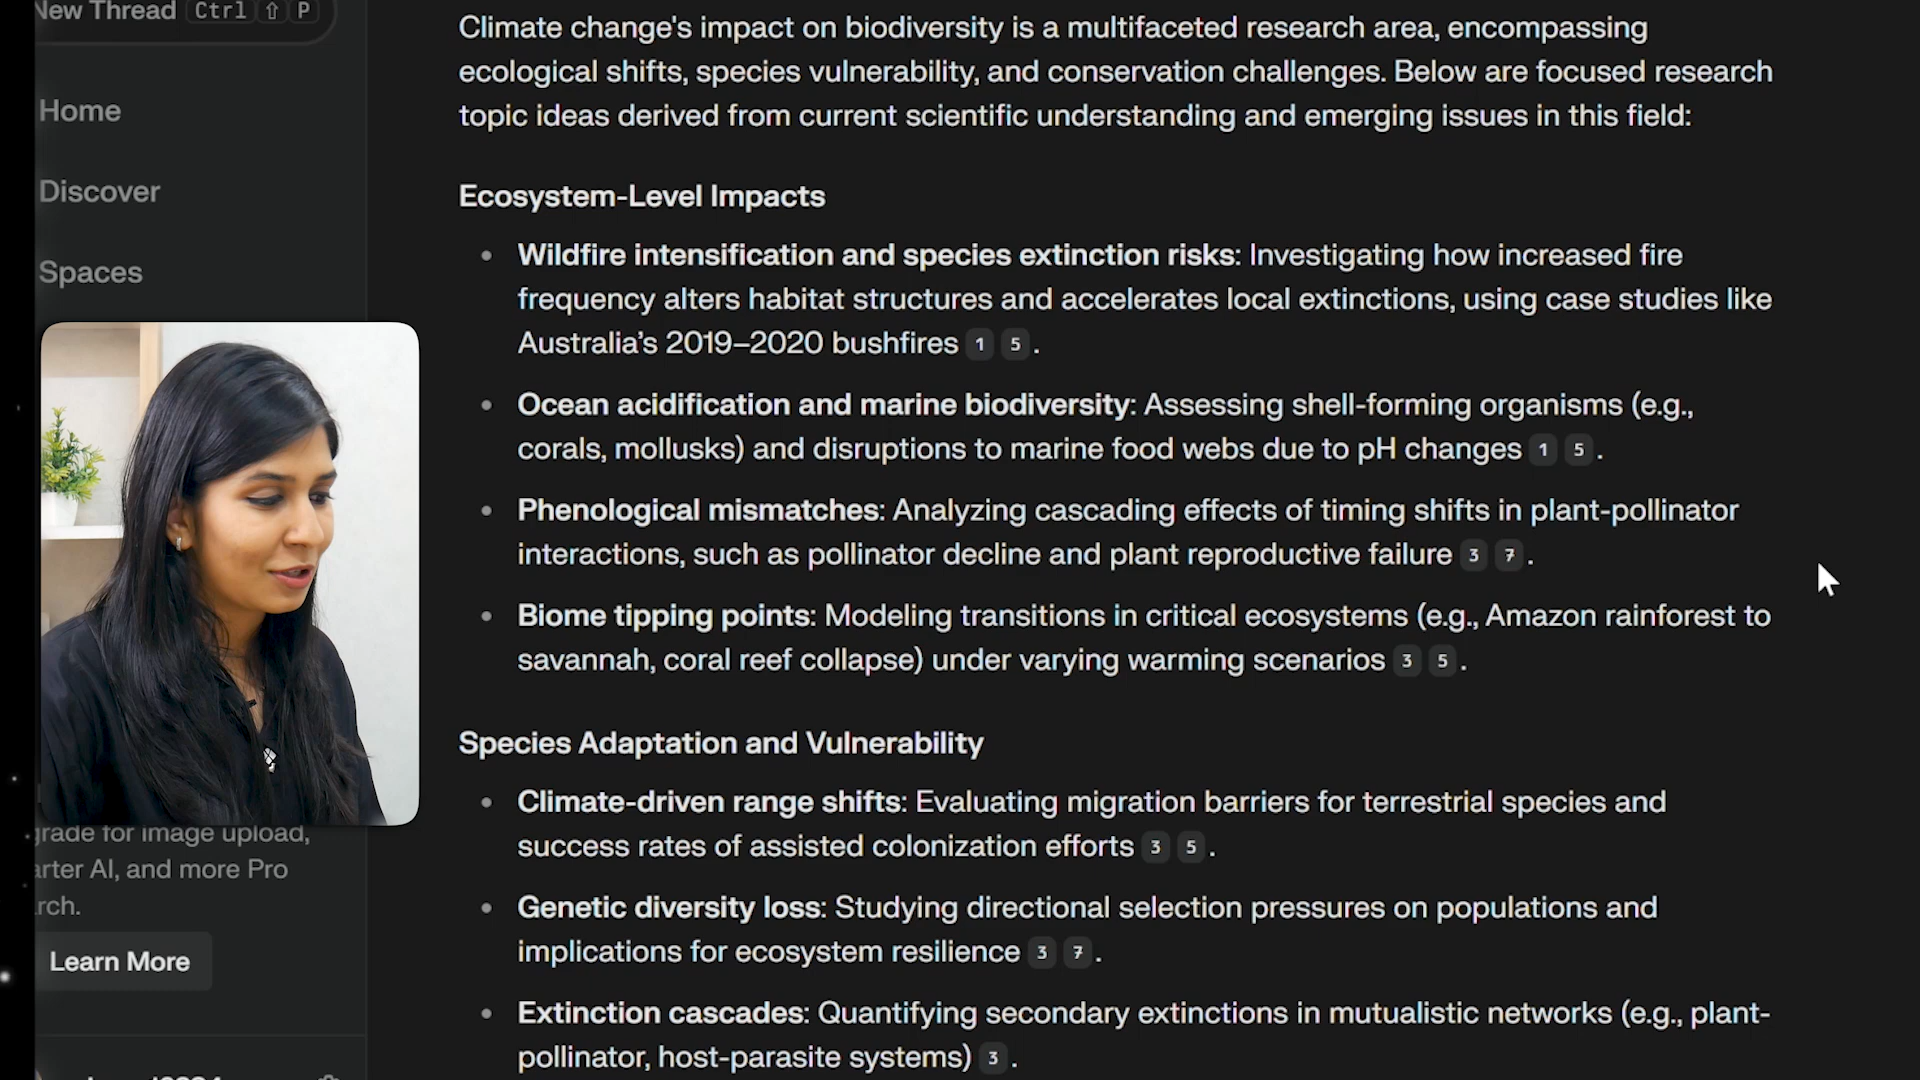 New Thread Ctrl ⇧ P
Home
Discover
Spaces
grade for image upload,
arter AI, and more Pro
rch.
Learn More
Climate change's impact on biodiversity is a multifaceted research area, encompassing
ecological shifts, species vulnerability, and conservation challenges. Below are focused research
topic ideas derived from current scientific understanding and emerging issues in this field:
Ecosystem-Level Impacts
• Wildfire intensification and species extinction risks: Investigating how increased fire
frequency alters habitat structures and accelerates local extinctions, using case studies like
Australia’s 2019–2020 bushfires 1 5 .
• Ocean acidification and marine biodiversity: Assessing shell-forming organisms (e.g.,
corals, mollusks) and disruptions to marine food webs due to pH changes 1 5 .
• Phenological mismatches: Analyzing cascading effects of timing shifts in plant-pollinator
interactions, such as pollinator decline and plant reproductive failure 3 7 .
• Biome tipping points: Modeling transitions in critical ecosystems (e.g., Amazon rainforest to
savannah, coral reef collapse) under varying warming scenarios 3 5 .
Species Adaptation and Vulnerability
• Climate-driven range shifts: Evaluating migration barriers for terrestrial species and
success rates of assisted colonization efforts 3 5 .
• Genetic diversity loss: Studying directional selection pressures on populations and
implications for ecosystem resilience 3 7 .
• Extinction cascades: Quantifying secondary extinctions in mutualistic networks (e.g., plant-
pollinator, host-parasite systems) 3 .